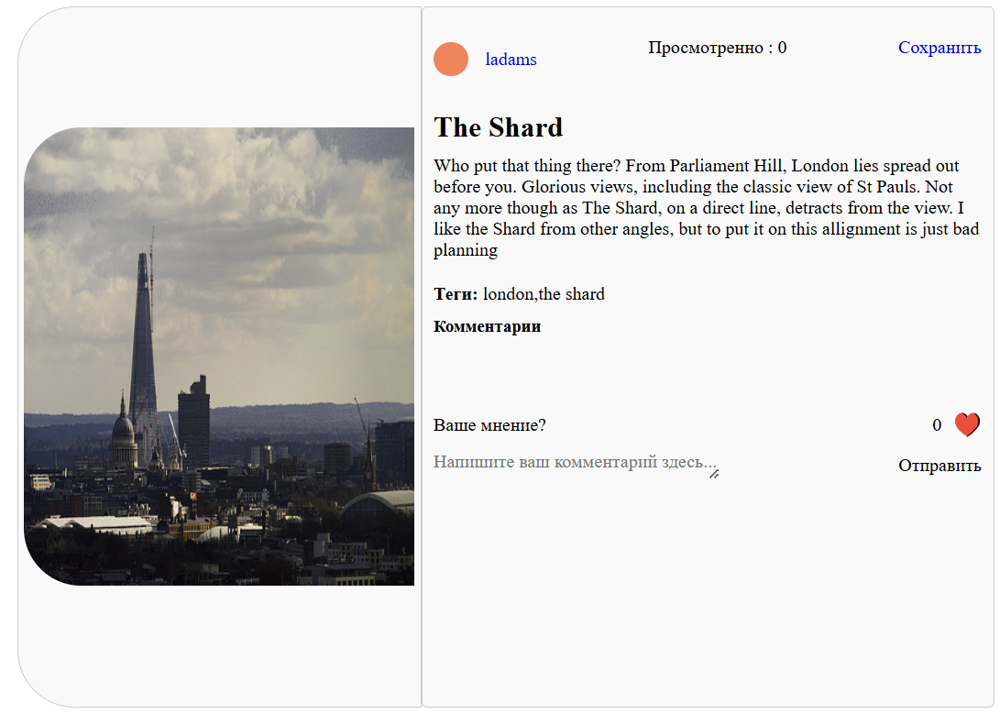 ladams
Просмотренно : 0
Сохранить
The Shard
Who put that thing there? From Parliament Hill, London lies spread out
before you. Glorious views, including the classic view of St Pauls. Not
any more though as The Shard, on a direct line, detracts from the view. I
like the Shard from other angles, but to put it on this allignment is just bad
planning
Теги: london,the shard
Комментарии
Ваше мнение?
0
Напишите ваш комментарий здесь...
Отправить